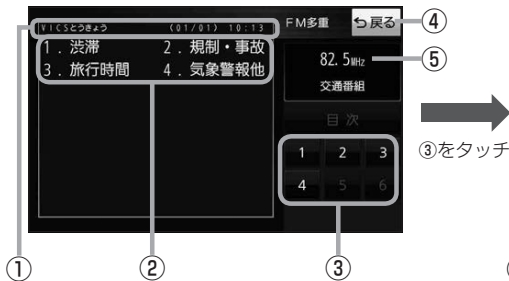 VICSとうきょう (01/01) 10:13 FM多重 戻る ④
1．渋滞 2．規制・事故
3．旅行時間 4．気象警報他
82.5MHz ⑤
交通番組
目次
1 2 3
4 5 6
③をタッチ
① ② ③